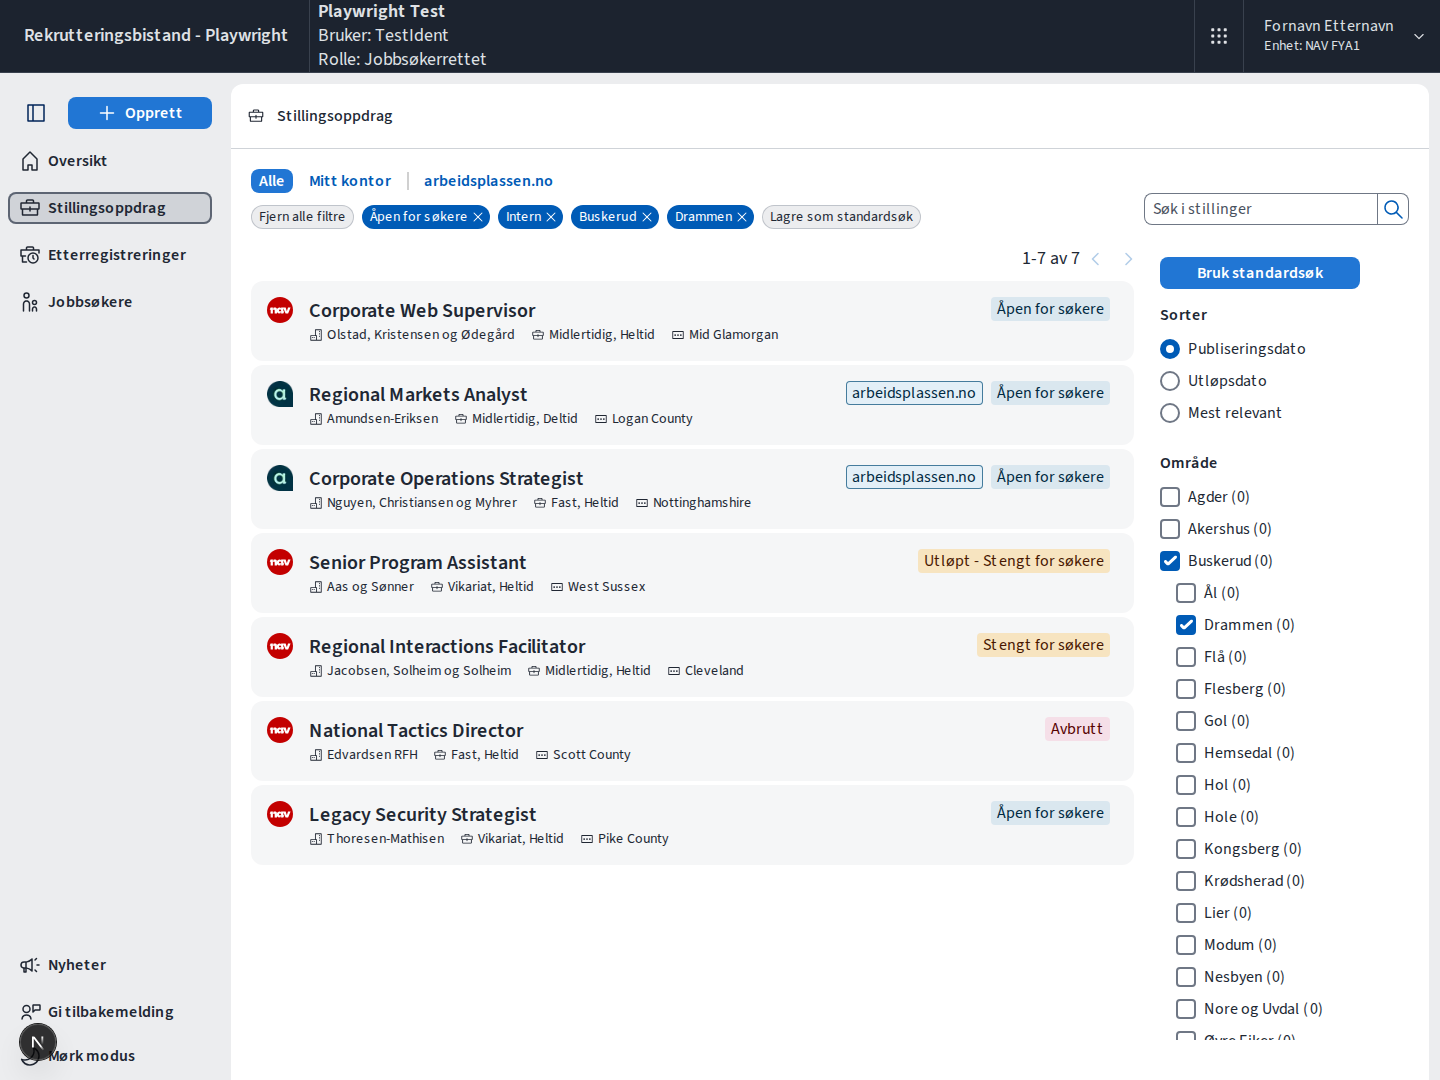 Rekrutteringsbistand - Playwright
Playwright Test
Bruker: TestIdent
Rolle: Jobbsøkerrettet
Fornavn Etternavn
Enhet: NAV FYA1
Opprett
Oversikt
Stillingsoppdrag
Etterregistreringer
Jobbsøkere
Nyheter
Gi tilbakemelding
N
Mørk modus
Stillingsoppdrag
Alle
Mitt kontor
arbeidsplassen.no
Fjern alle filtre
Åpen for søkere
Intern
Buskerud
Drammen
Lagre som standardsøk
Søk i stillinger
1-7 av 7
nav
Corporate Web Supervisor
Åpen for søkere
Olstad, Kristensen og Ødegård
Midlertidig, Heltid
Mid Glamorgan
a
Regional Markets Analyst
arbeidsplassen.no
Åpen for søkere
Amundsen-Eriksen
Midlertidig, Deltid
Logan County
a
Corporate Operations Strategist
arbeidsplassen.no
Åpen for søkere
Nguyen, Christiansen og Myhrer
Fast, Heltid
Nottinghamshire
nav
Senior Program Assistant
Utløpt - Stengt for søkere
Aas og Sønner
Vikariat, Heltid
West Sussex
nav
Regional Interactions Facilitator
Stengt for søkere
Jacobsen, Solheim og Solheim
Midlertidig, Heltid
Cleveland
nav
National Tactics Director
Avbrutt
Edvardsen RFH
Fast, Heltid
Scott County
nav
Legacy Security Strategist
Åpen for søkere
Thoresen-Mathisen
Vikariat, Heltid
Pike County
Bruk standardsøk
Sorter
Publiseringsdato
Utløpsdato
Mest relevant
Område
Agder (0)
Akershus (0)
Buskerud (0)
Ål (0)
Drammen (0)
Flå (0)
Flesberg (0)
Gol (0)
Hemsedal (0)
Hol (0)
Hole (0)
Kongsberg (0)
Krødsherad (0)
Lier (0)
Modum (0)
Nesbyen (0)
Nore og Uvdal (0)
Øvre Eiker (0)